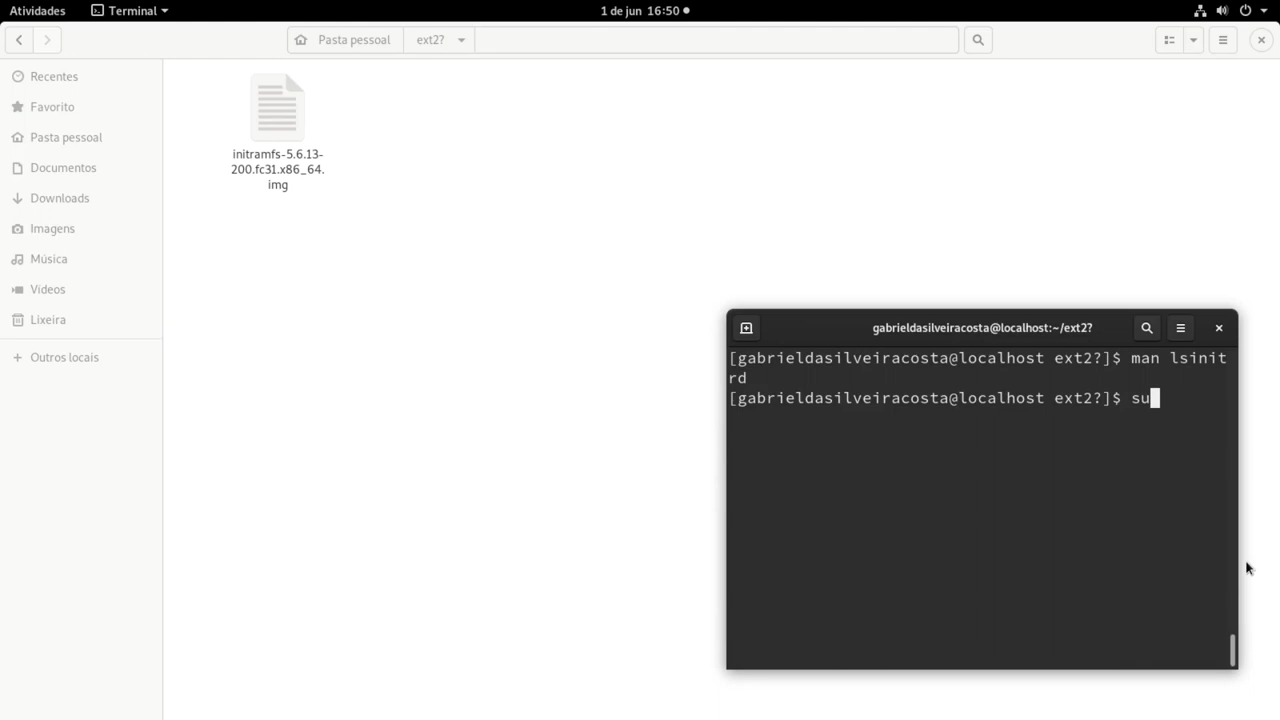 Atividades
Terminal
1 de jun 16:50
Pasta pessoal
ext2?
Recentes
Favorito
Pasta pessoal
Documentos
Downloads
Imagens
Música
Vídeos
Lixeira
Outros locais
initramfs-5.6.13-
200.fc31.x86_64.
img
gabrieldasilveiracosta@localhost:~/ext2?
[gabrieldasilveiracosta@localhost ext2?]$ man lsinit
rd
[gabrieldasilveiracosta@localhost ext2?]$ su